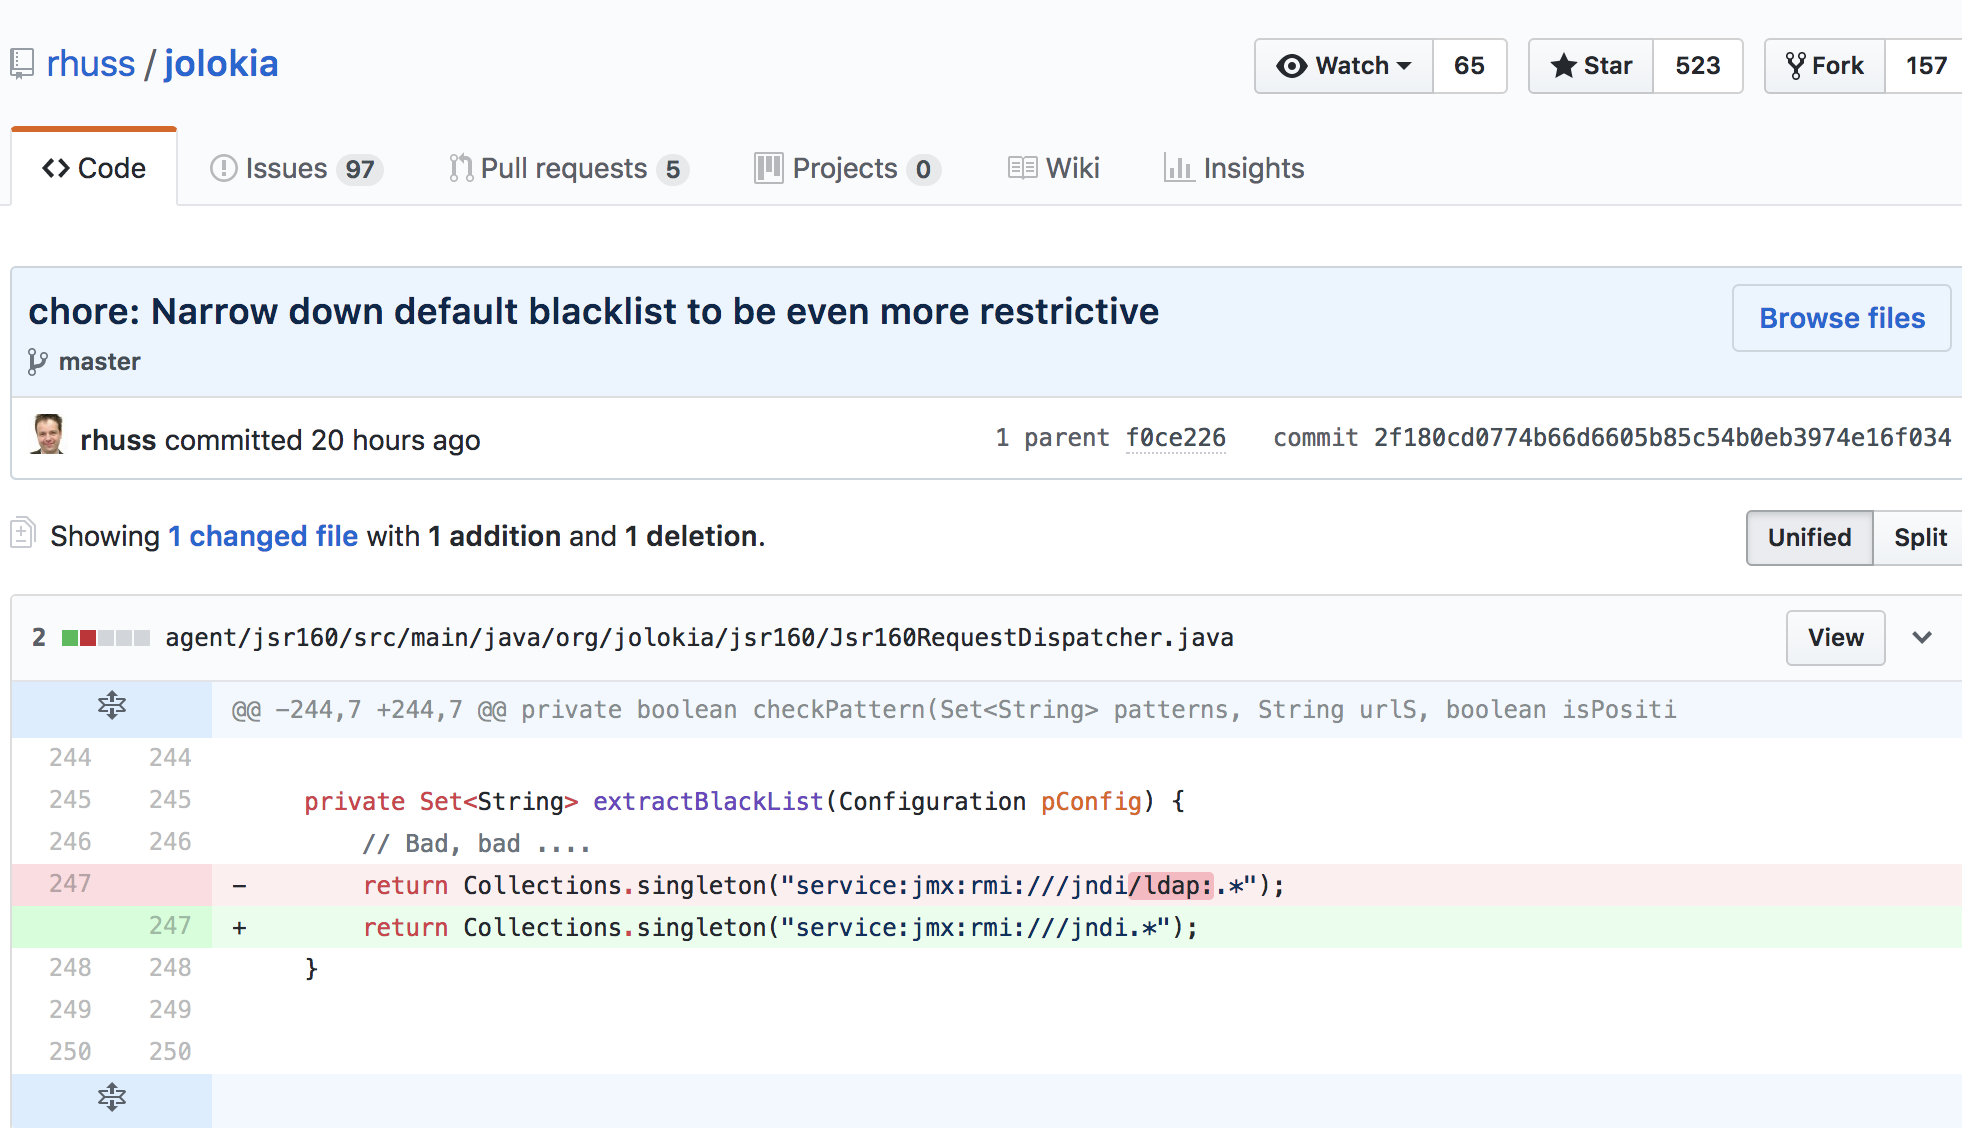 rhuss / jolokia
Watch 65 Star 523 Fork 157
Code Issues 97 Pull requests 5 Projects 0 Wiki Insights
chore: Narrow down default blacklist to be even more restrictive
Browse files
master
rhuss committed 20 hours ago 1 parent f0ce226 commit 2f180cd0774b66d6605b85c54b0eb3974e16f034
Showing 1 changed file with 1 addition and 1 deletion.
Unified Split
2 agent/jsr160/src/main/java/org/jolokia/jsr160/Jsr160RequestDispatcher.java View
@@ -244,7 +244,7 @@ private boolean checkPattern(Set<String> patterns, String urlS, boolean isPositi
244 244
245 245 private Set<String> extractBlackList(Configuration pConfig) {
246 246 // Bad, bad ....
247 - return Collections.singleton("service:jmx:rmi:///jndi/ldap:.*");
247 + return Collections.singleton("service:jmx:rmi:///jndi.*");
248 248 }
249 249
250 250